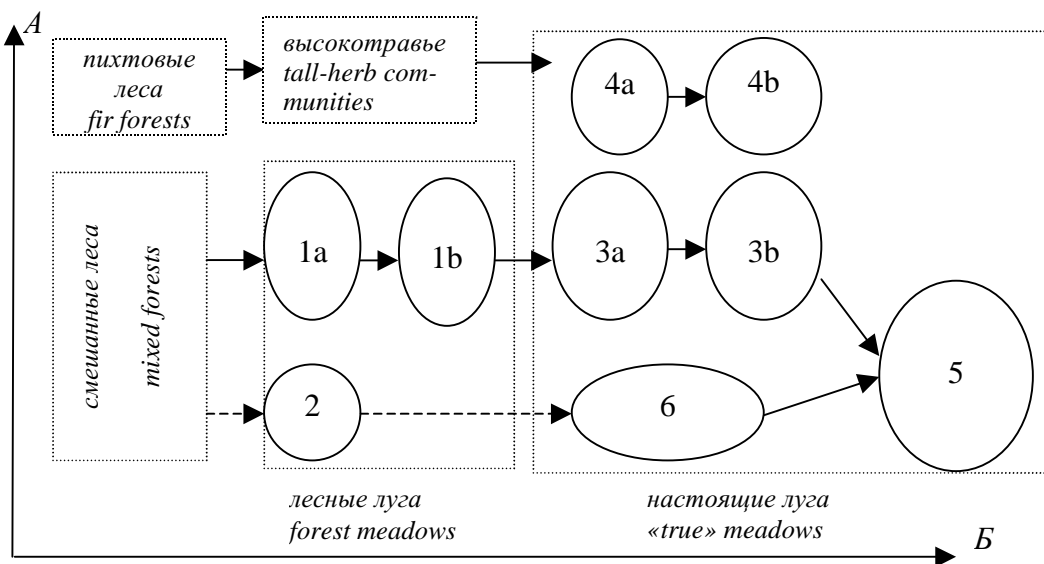 А
пихтовые
леса
fir forests
высокотравье
tall-herb com-
munities
4a
4b
смешанные леса
mixed forests
1a
1b
3a
3b
2
6
5
лесные луга
forest meadows
настоящие луга
«true» meadows
Б